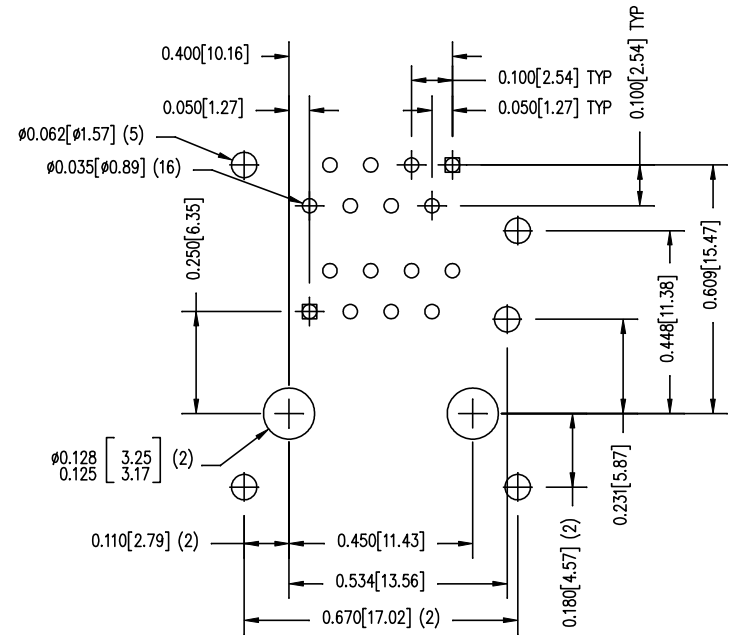 0.400[10.16]
0.100[2.54] TYP
0.100[2.54] TYP
0.050[1.27]
0.050[1.27] TYP
ø0.062[ø1.57] (5)
ø0.035[ø0.89] (16)
0.250[6.35]
0.609[15.47]
0.448[11.38]
0.231[5.87]
ø0.128 [ 3.25 ] (2)
0.125 [ 3.17 ]
0.180[4.57] (2)
0.110[2.79] (2)
0.450[11.43]
0.534[13.56]
0.670[17.02] (2)